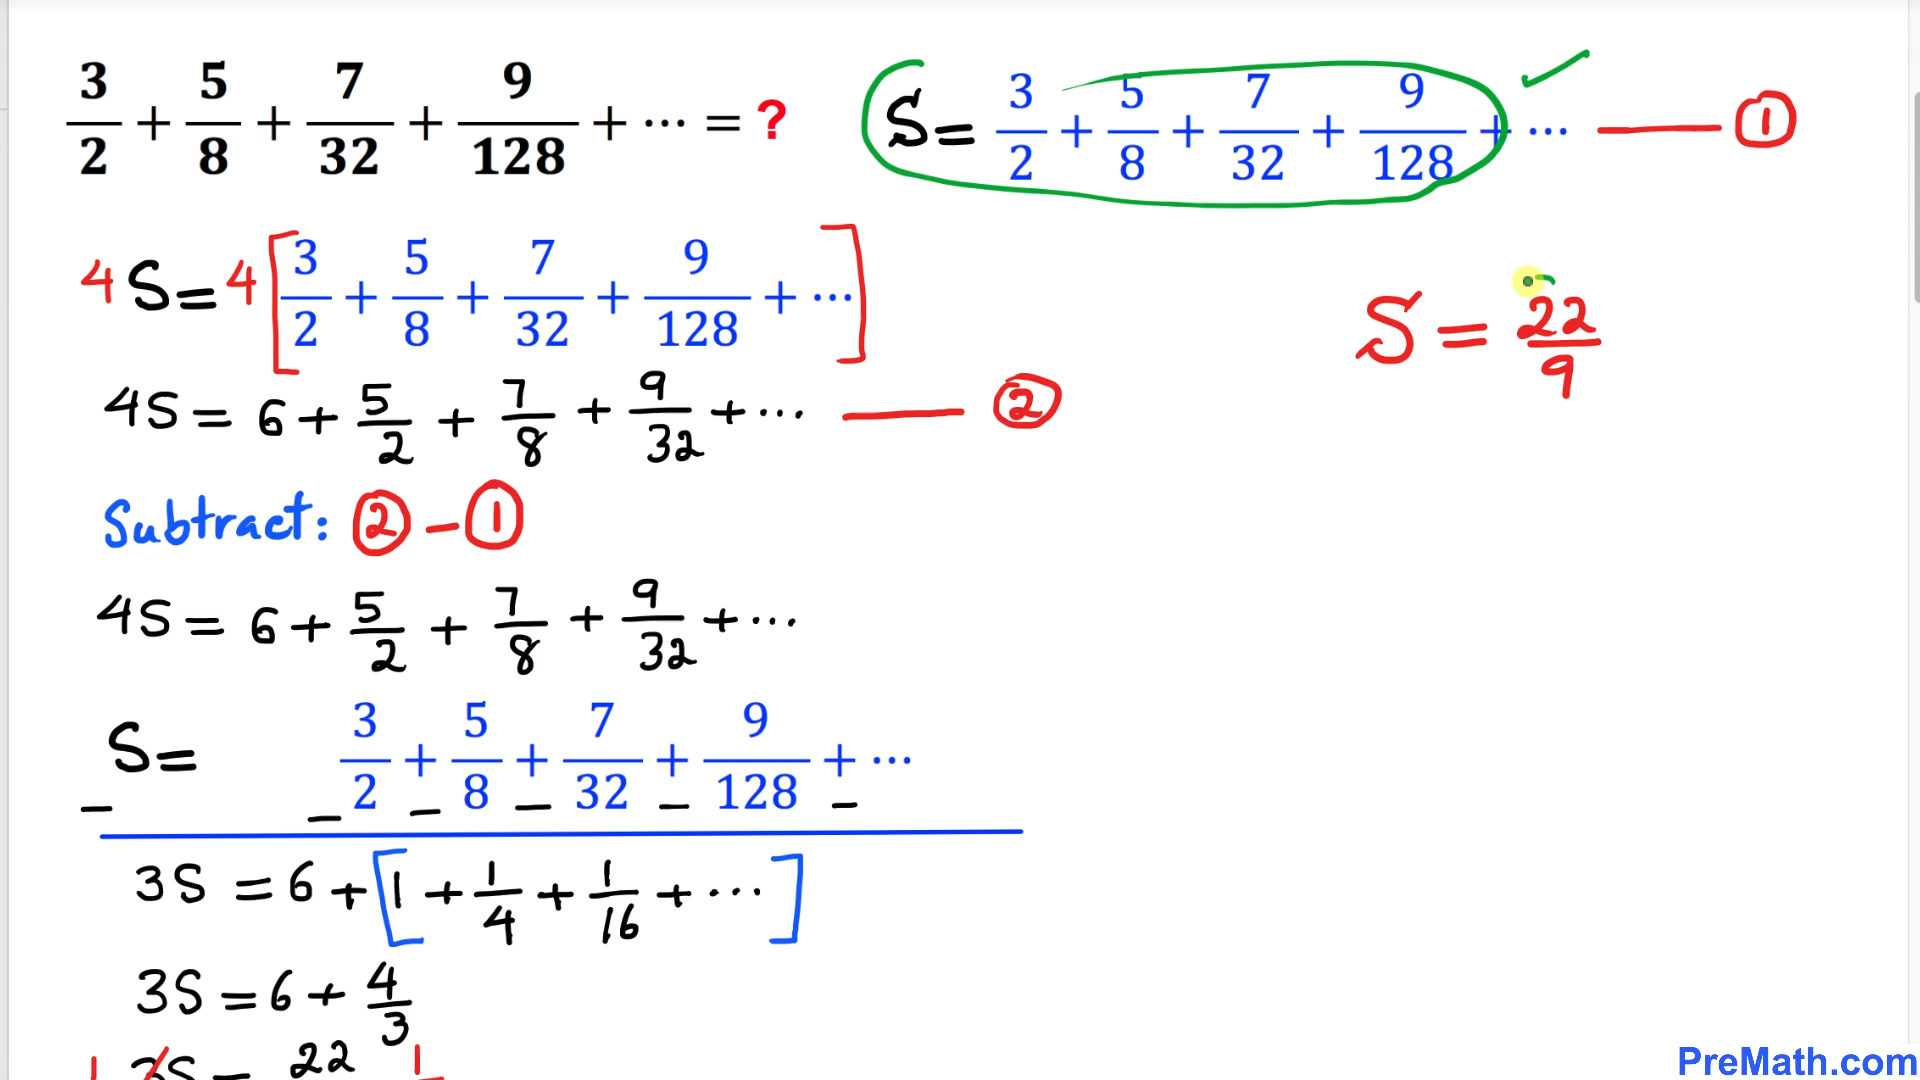 3/2 + 5/8 + 7/32 + 9/128 + ⋯ = ?
S = 3/2 + 5/8 + 7/32 + 9/128 + ⋯ —— ①
4S = 4[3/2 + 5/8 + 7/32 + 9/128 + ⋯]
S = 22/9
4S = 6 + 5/2 + 7/8 + 9/32 + ⋯ —— ②
Subtract: ② - ①
4S = 6 + 5/2 + 7/8 + 9/32 + ⋯
S = 3/2 + 5/8 + 7/32 + 9/128 + ⋯
- - - - - -
3S = 6 + [1 + 1/4 + 1/16 + ⋯]
3S = 6 + 4/3
3S = 22
PreMath.com